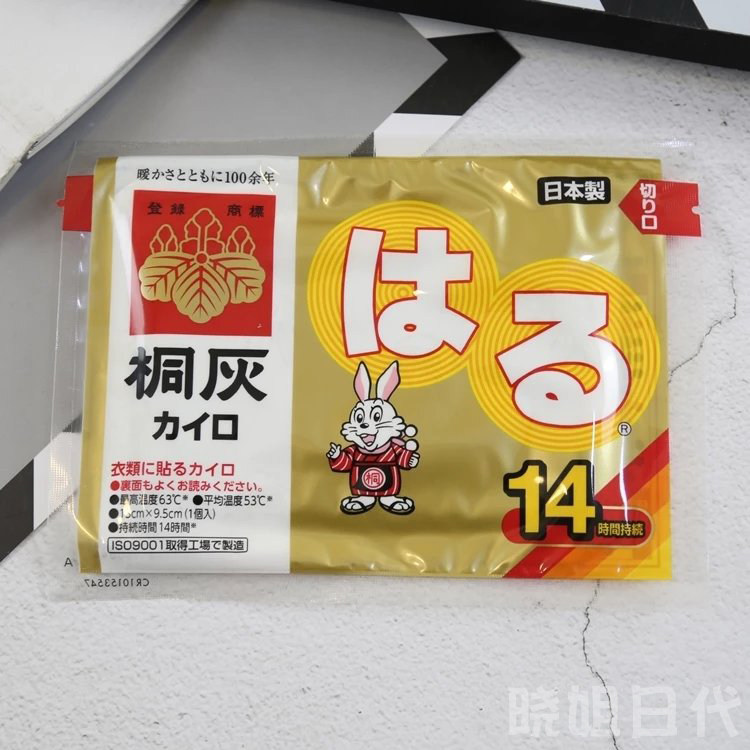 暖かさとともに100余年
登録 商標
桐灰
カイロ
衣類に貼るカイロ
●裏面もよくお読みください。
●最高温度63℃※ ●平均温度53℃※
●13cm×9.5cm(1個入)
●持続時間14時間※
ISO9001取得工場で製造
日本製
切り口
はる
®
桐
14
時間持続
CR10153547
晓姐日代